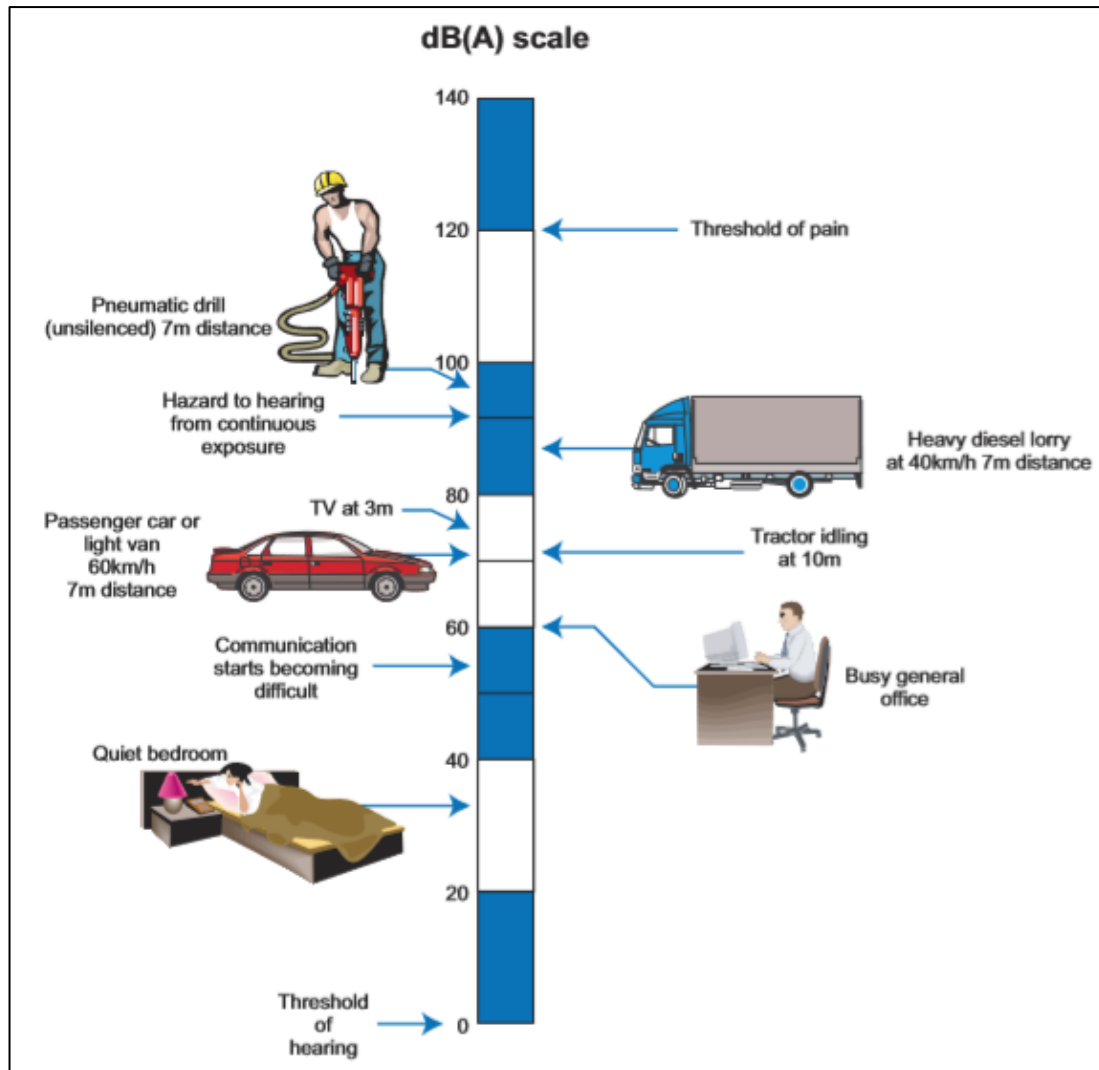 dB(A) scale
140
120
Threshold of pain
Pneumatic drill
(unsilenced) 7m distance
100
Hazard to hearing
from continuous
exposure
Heavy diesel lorry
at 40km/h 7m distance
80
TV at 3m
Passenger car or
light van
60km/h
7m distance
Tractor idling
at 10m
60
Communication
starts becoming
difficult
Busy general
office
Quiet bedroom
40
20
Threshold
of
hearing
0